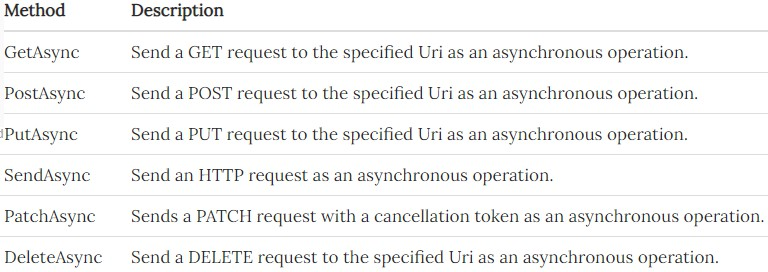 Method Description
GetAsync Send a GET request to the specified Uri as an asynchronous operation.
PostAsync Send a POST request to the specified Uri as an asynchronous operation.
PutAsync Send a PUT request to the specified Uri as an asynchronous operation.
SendAsync Send an HTTP request as an asynchronous operation.
PatchAsync Sends a PATCH request with a cancellation token as an asynchronous operation.
DeleteAsync Send a DELETE request to the specified Uri as an asynchronous operation.